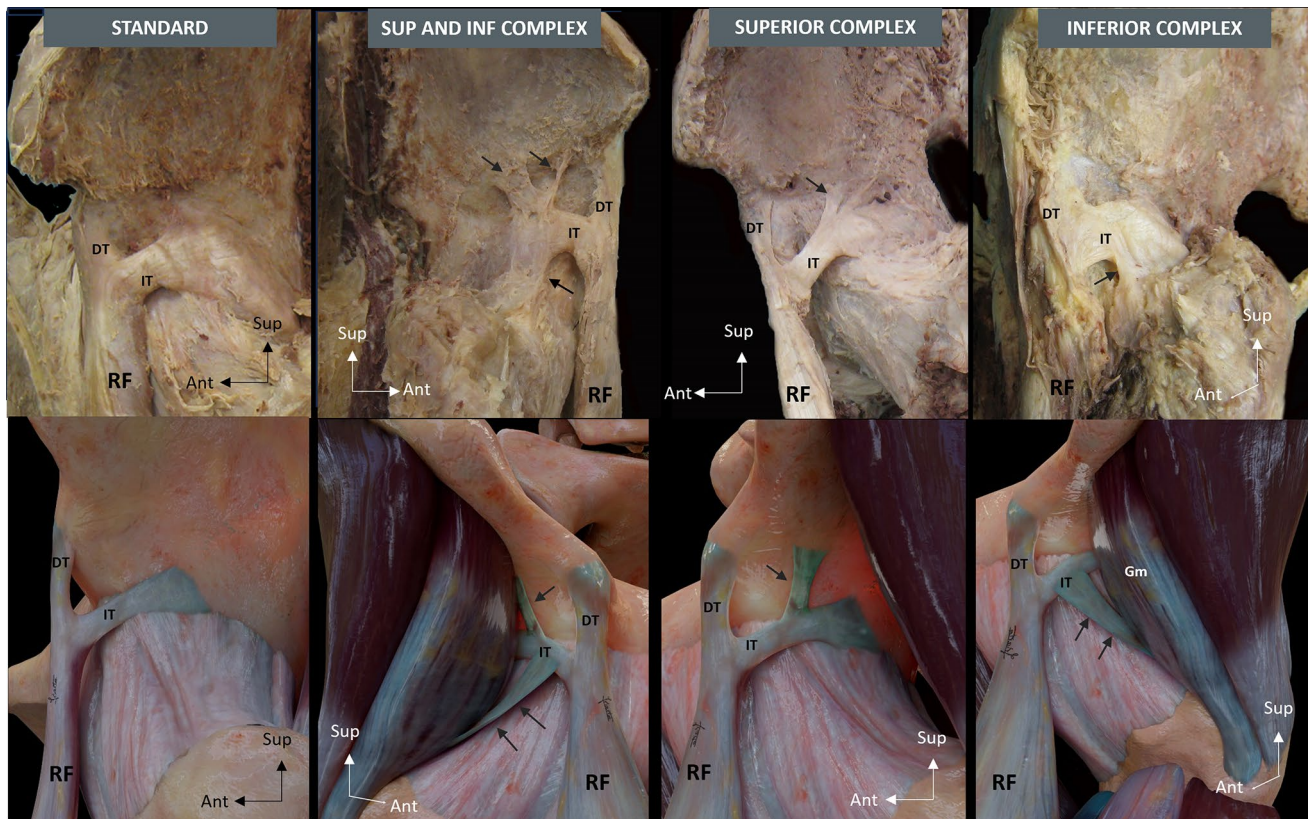 STANDARD
SUP AND INF COMPLEX
SUPERIOR COMPLEX
INFERIOR COMPLEX
DT
IT
Sup
Ant
RF
DT
IT
Sup
Ant
RF
DT
IT
Sup
Ant
RF
DT
IT
Sup
Ant
RF
DT
IT
Sup
Ant
RF
DT
IT
Sup
Ant
RF
DT
IT
Sup
Ant
RF
DT
IT
Gm
Sup
Ant
RF